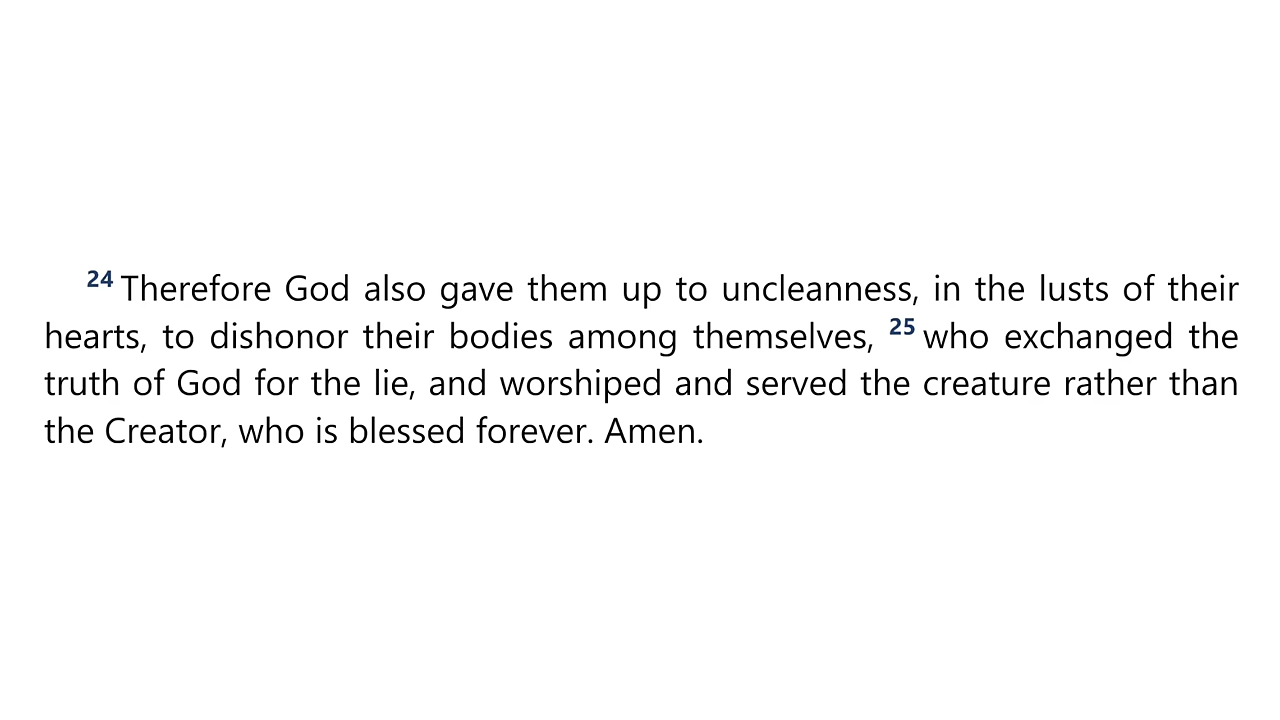 24 Therefore God also gave them up to uncleanness, in the lusts of their
hearts, to dishonor their bodies among themselves, 25 who exchanged the
truth of God for the lie, and worshiped and served the creature rather than
the Creator, who is blessed forever. Amen.